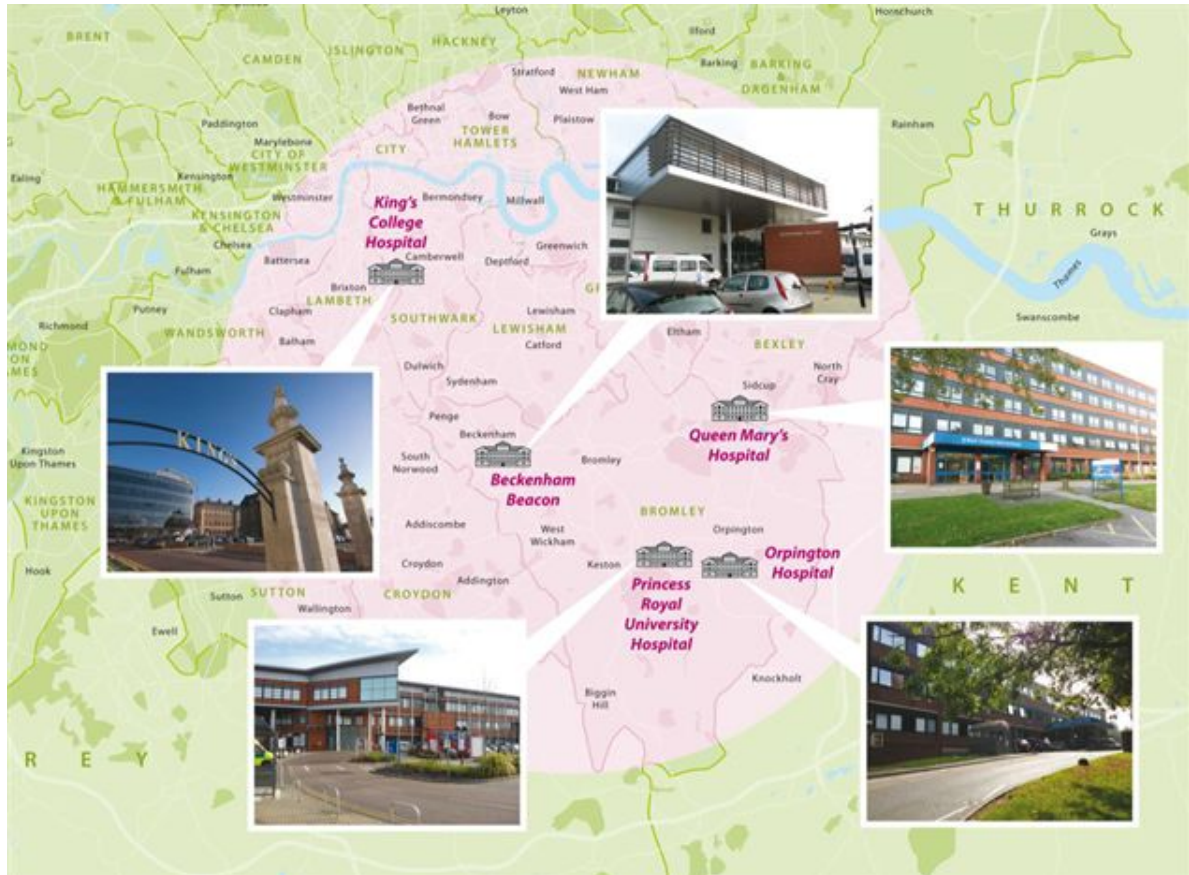 Leyton
Hornchurch
BRENT
ISLINGTON
HACKNEY
Ilford
CAMDEN
Stratford
NEWHAM
Barking
BARKING &
DAGENHAM
West Ham
Bethnal
Green
Bow
Plaistow
Paddington
TOWER
HAMLETS
Rainham
Marylebone
CITY
CITY OF
WESTMINSTER
Ealing
Kensington
HAMMERSMITH
& FULHAM
Westminster
King's
College
Hospital
Bermondsey
Millwall
THURROCK
KENSINGTON
& CHELSEA
Chelsea
Greenwich
Grays
Battersea
Camberwell
Deptford
Fulham
Thames
Brixton
LAMBETH
GR
Putney
Clapham
SOUTHWARK
Lewisham
Swanscombe
Richmond
WANDSWORTH
LEWISHAM
Eltham
MOND
ON
AMES
Balham
Catford
BEXLEY
Dulwich
North
Cray
Sydenham
Sidcup
Penge
KINGS
Beckenham
Queen Mary's
Hospital
Kingston
Upon Thames
South
Norwood
Bromley
Beckenham
Beacon
KINGSTON
UPON
THAMES
BROMLEY
Addiscombe
West
Wickham
Orpington
Croydon
Keston
Orpington
Hospital
Hook
Addington
Princess
Royal
University
Hospital
KENT
Sutton
SUTTON
CROYDON
Wallington
Ewell
Knockholt
Biggin
Hill
REY